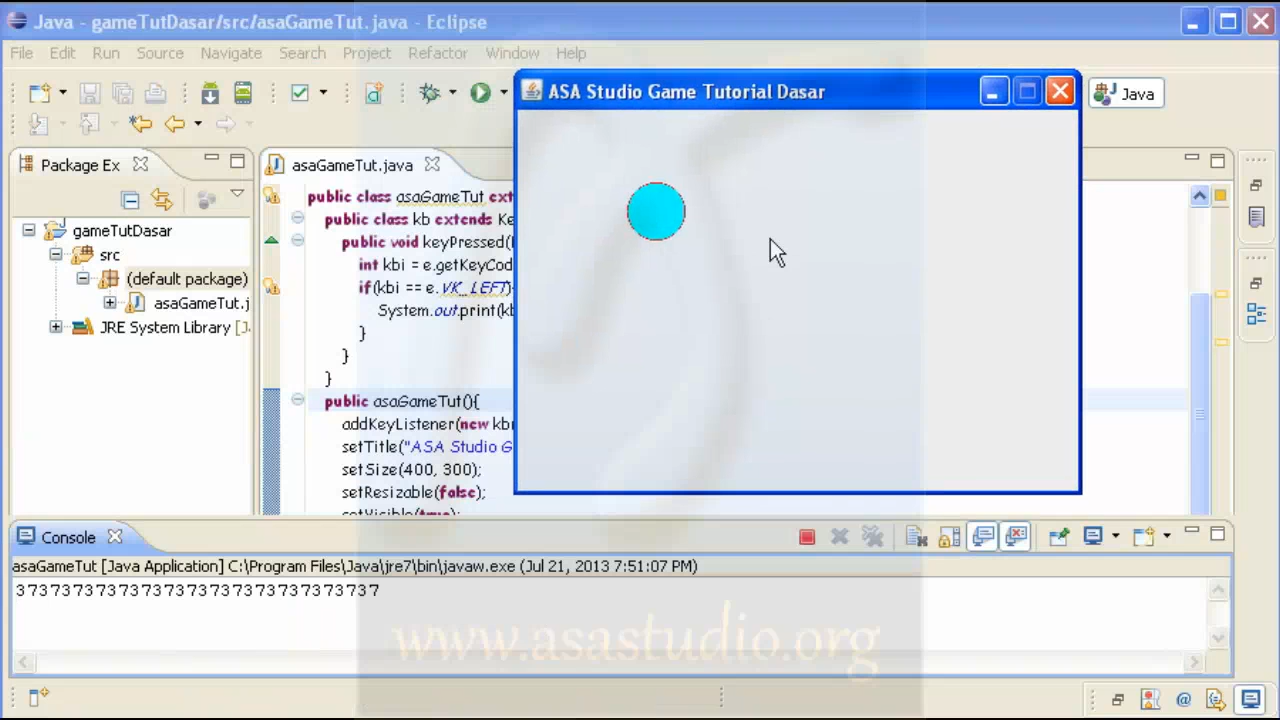 Java - gameTutDasar/src/asaGameTut.java - Eclipse
File Edit Run Source Navigate Search Project Refactor Window Help
ASA Studio Game Tutorial Dasar
Java
Package Ex
asaGameTut.java
gameTutDasar
src
(default package)
asaGameTut.j
JRE System Library [J
public class asaGameTut ext
public class kb extends Ke
public void keyPressed(
int kbi = e.getKeyCod
if(kbi == e.VK_LEFT)
System.out.print(kb
}
}
}
public asaGameTut(){
addKeyListener(new kb
setTitle("ASA Studio G
setSize(400, 300);
setResizable(false);
setVisible(true);
Console
asaGameTut [Java Application] C:\Program Files\Java\jre7\bin\javaw.exe (Jul 21, 2013 7:51:07 PM)
3737373737373737373737373737373737373737
www.asastudio.org